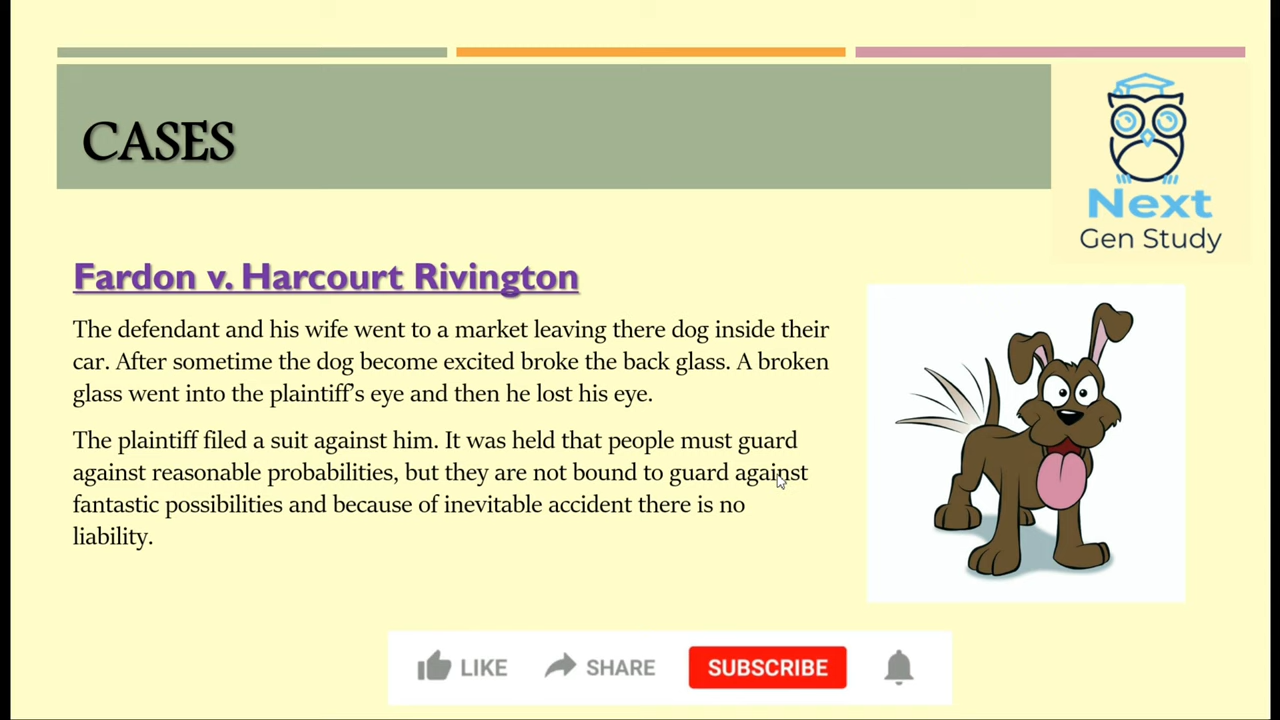 CASES
Next
Gen Study
Fardon v. Harcourt Rivington
The defendant and his wife went to a market leaving there dog inside their
car. After sometime the dog become excited broke the back glass. A broken
glass went into the plaintiff's eye and then he lost his eye.
The plaintiff filed a suit against him. It was held that people must guard
against reasonable probabilities, but they are not bound to guard against
fantastic possibilities and because of inevitable accident there is no
liability.
LIKE SHARE SUBSCRIBE